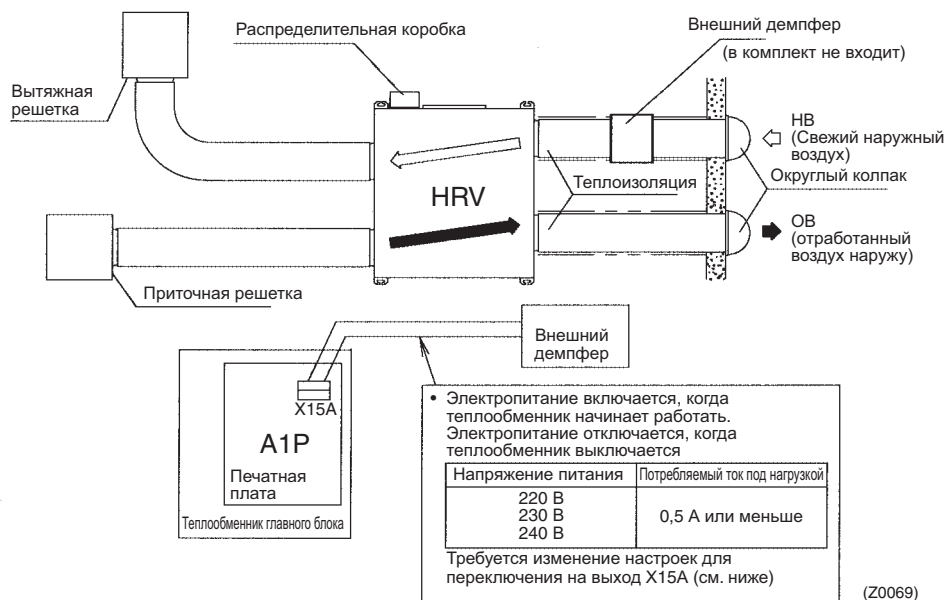 Распределительная коробка
Внешний демпфер
(в комплект не входит)
Вытяжная
решетка
НВ
(Свежий наружный
воздух)
Теплоизоляция
Округлый колпак
HRV
ОВ
(отработанный
воздух наружу)
Приточная решетка
Внешний
демпфер
X15A
A1P
Печатная
плата
Теплообменник главного блока
• Электропитание включается, когда
теплообменник начинает работать.
Электропитание отключается, когда
теплообменник выключается
Напряжение питания Потребляемый ток под нагрузкой
220 В
230 В
240 В
0,5 А или меньше
Требуется изменение настроек для
переключения на выход X15A (см. ниже)
(Z0069)